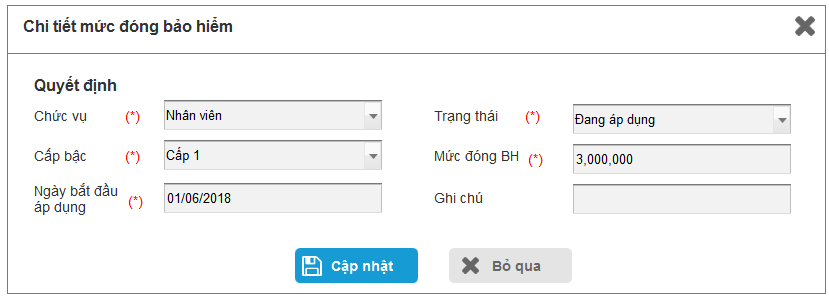 Chi tiết mức đóng bảo hiểm
Quyết định
Chức vụ (*) Nhân viên
Trạng thái (*) Đang áp dụng
Cấp bậc (*) Cấp 1
Mức đóng BH (*) 3,000,000
Ngày bắt đầu
áp dụng (*) 01/06/2018
Ghi chú
Cập nhật
Bỏ qua